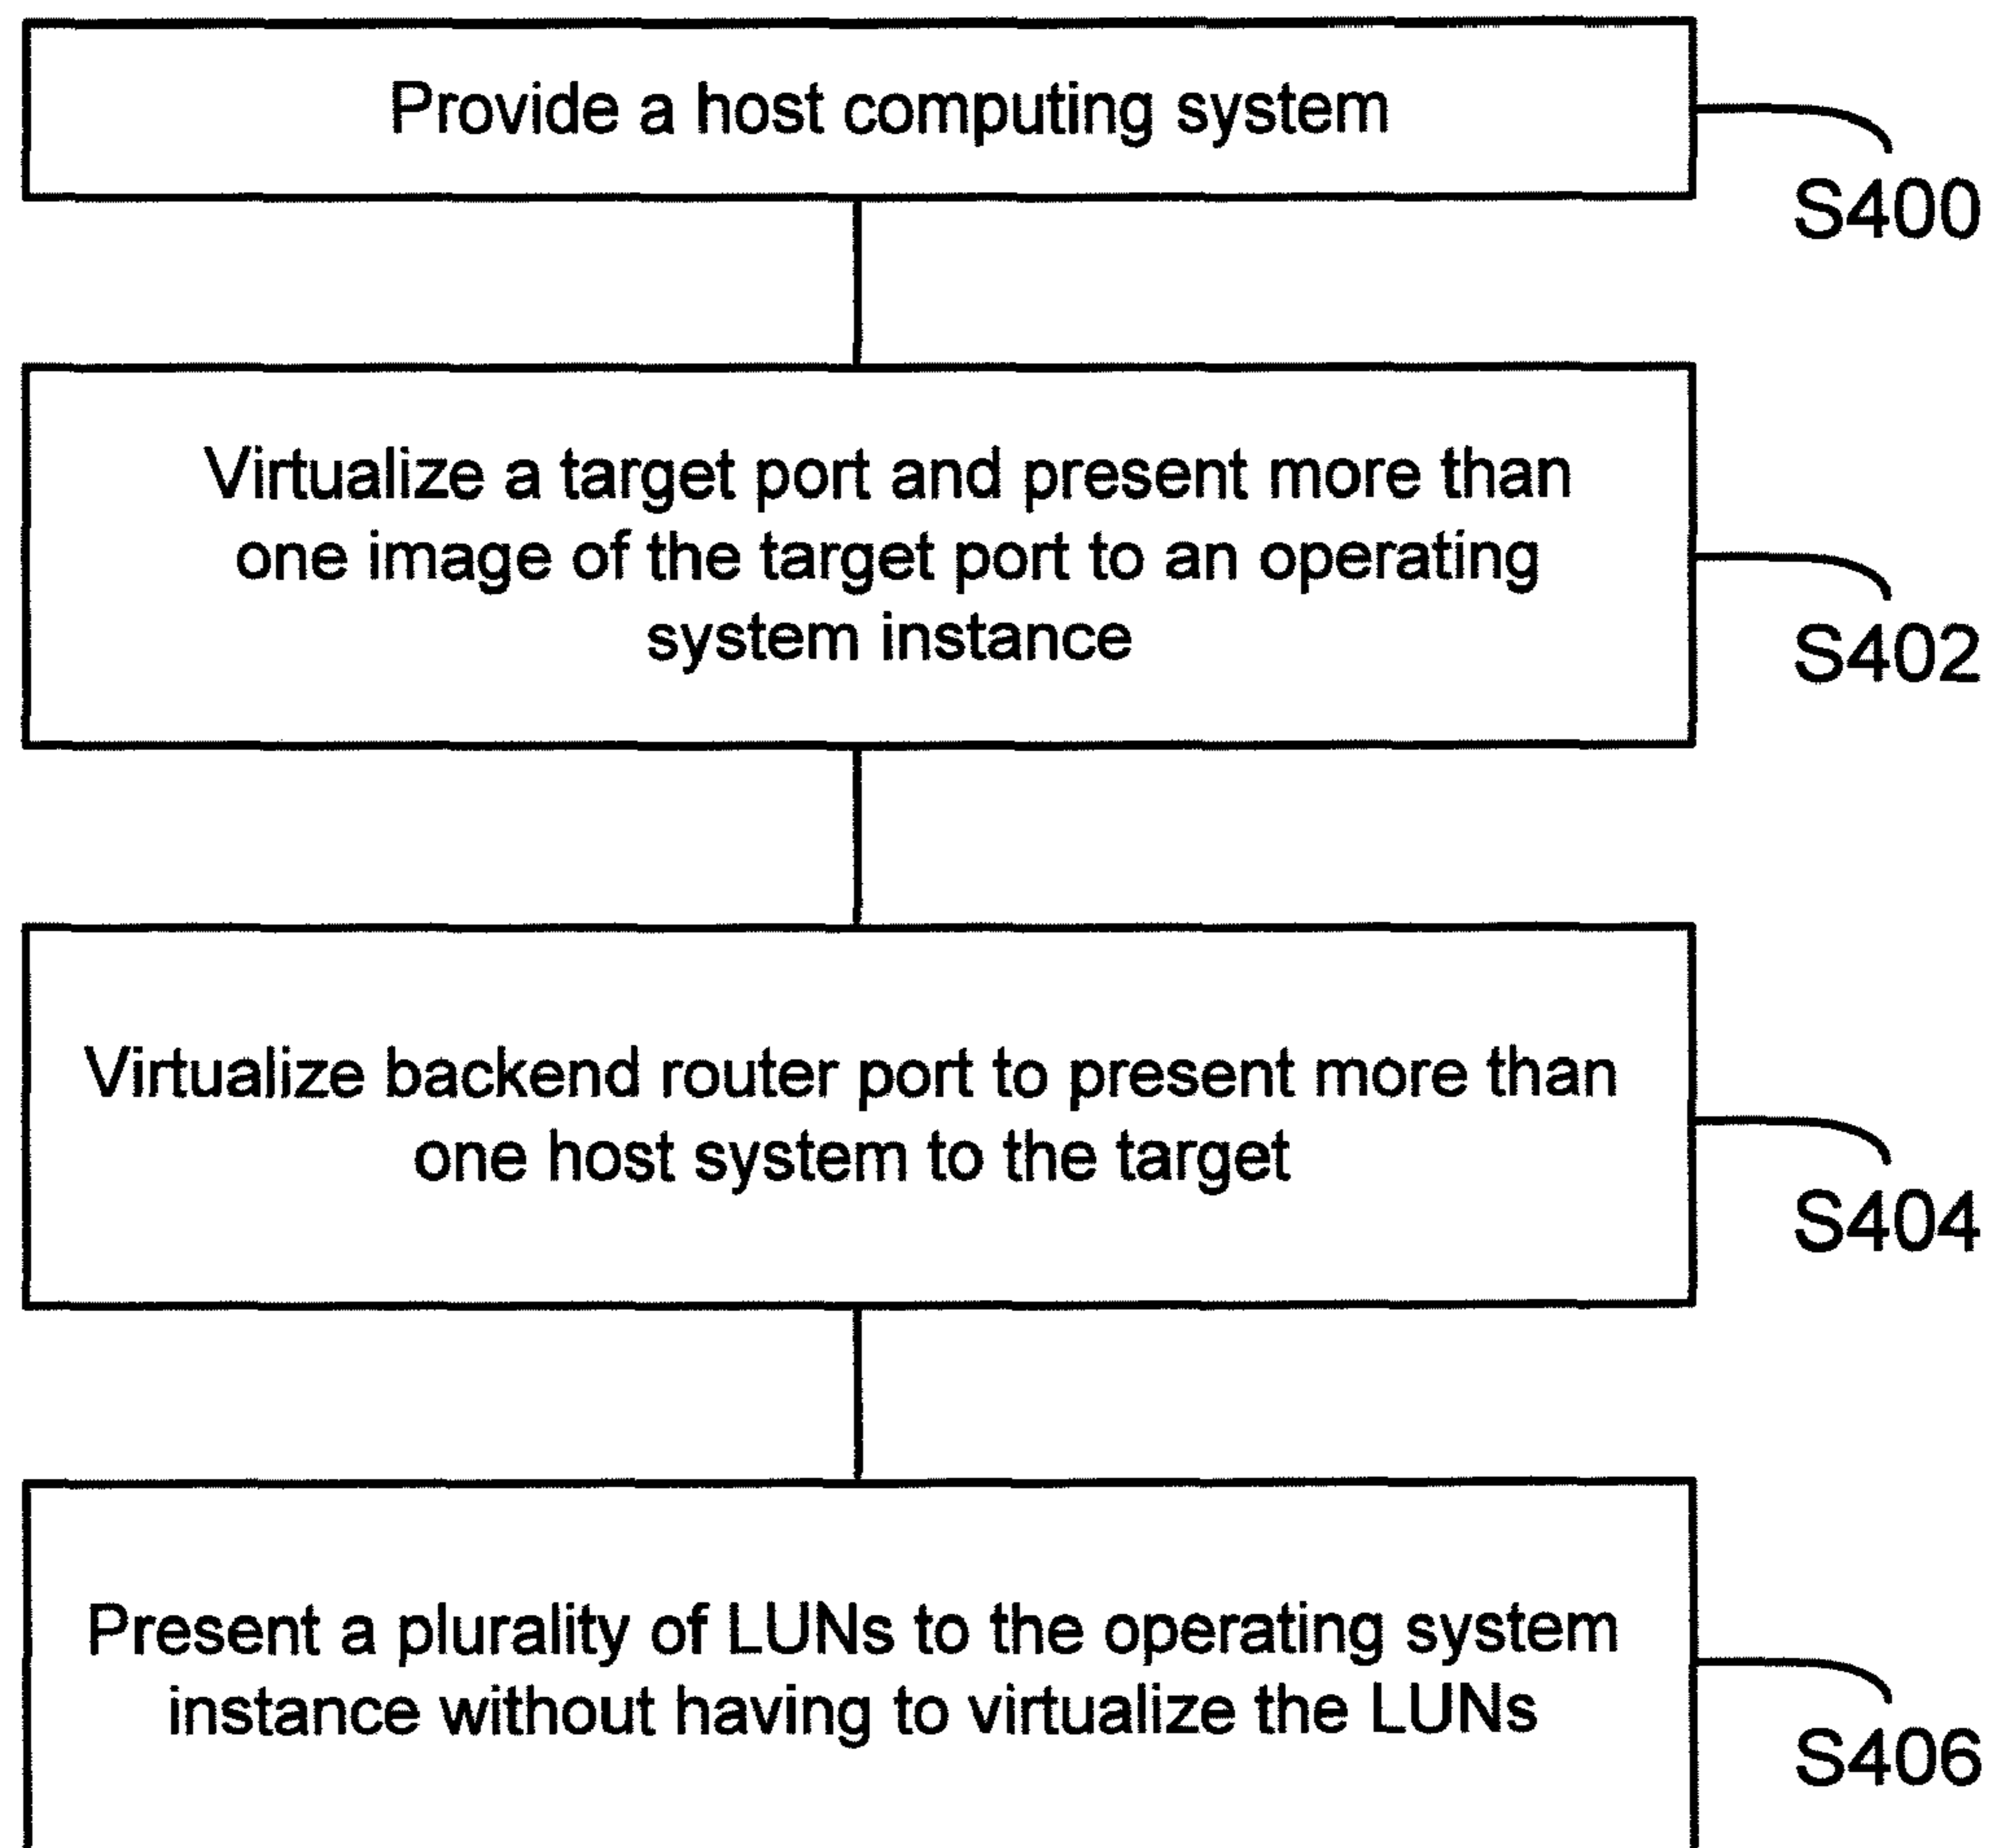 Provide a host computing system
S400
Virtualize a target port and present more than
one image of the target port to an operating
system instance
S402
Virtualize backend router port to present more than
one host system to the target
S404
Present a plurality of LUNs to the operating system
instance without having to virtualize the LUNs
S406